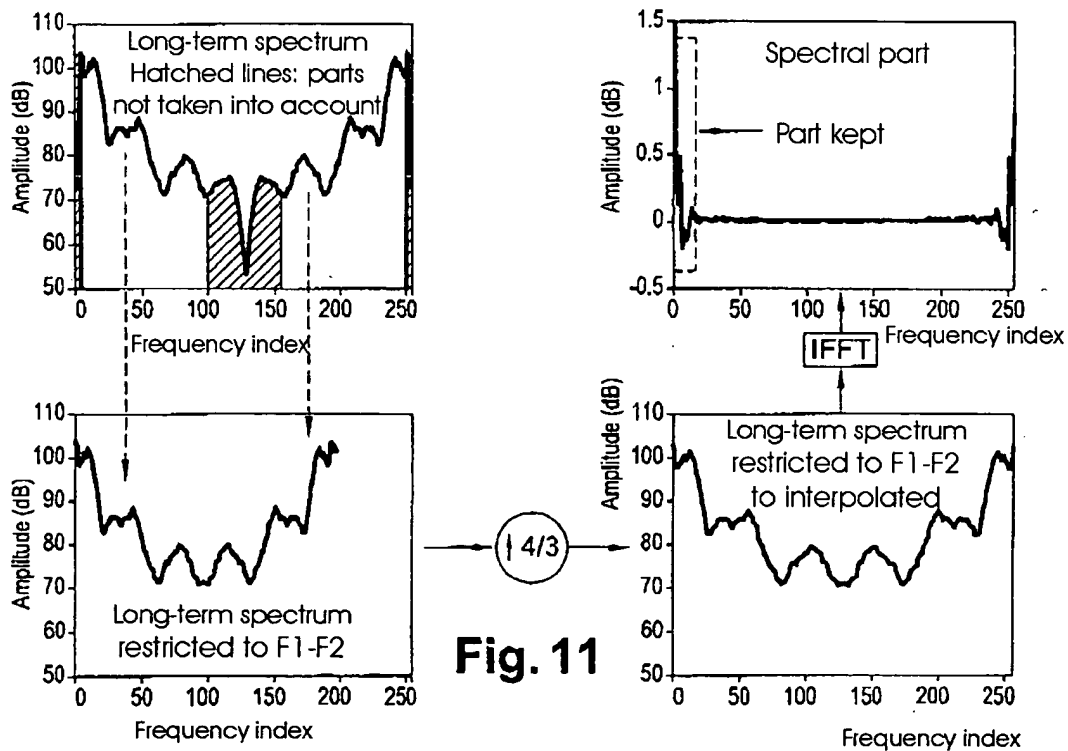 110
100
90
80
70
60
50
Amplitude (dB)
Long-term spectrum
Hatched lines: parts
not taken into account
0 50 100 150 200 250
Frequency index
1.5
1
0.5
0
-0.5
Amplitude (dB)
Spectral part
Part kept
0 50 100 150 200 250
Frequency index
IFFT
110
100
90
80
70
60
50
Amplitude (dB)
Long-term spectrum
restricted to F1-F2
0 50 100 150 200 250
Frequency index
4/3
Fig. 11
110
100
90
80
70
60
50
Amplitude (dB)
Long-term spectrum
restricted to F1-F2
to interpolated
0 50 100 150 200 250
Frequency index